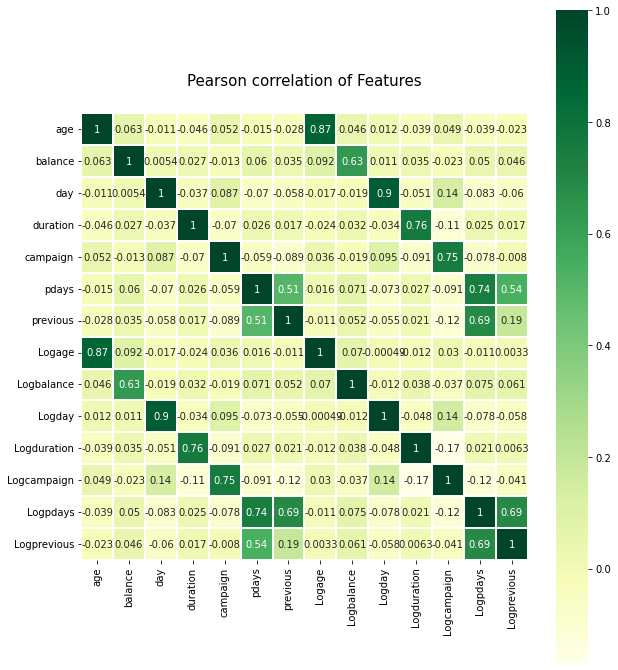 Pearson correlation of Features
age 1 0.063 -0.011 -0.046 0.052 -0.015 -0.028 0.87 0.046 0.012 -0.039 0.049 -0.039 -0.023
balance 0.063 1 0.0054 0.027 -0.013 0.06 0.035 0.092 0.63 0.011 0.035 -0.023 0.05 0.046
day -0.011 0.0054 1 -0.037 0.087 -0.07 -0.058 -0.017 -0.019 0.9 -0.051 0.14 -0.083 -0.06
duration -0.046 0.027 -0.037 1 -0.07 0.026 0.017 -0.024 0.032 -0.034 0.76 -0.11 0.025 0.017
campaign 0.052 -0.013 0.087 -0.07 1 -0.059 -0.089 0.036 -0.019 0.095 -0.091 0.75 -0.078 -0.008
pdays -0.015 0.06 -0.07 0.026 -0.059 1 0.51 0.016 0.071 -0.073 0.027 -0.091 0.74 0.54
previous -0.028 0.035 -0.058 0.017 -0.089 0.51 1 -0.011 0.052 -0.055 0.021 -0.12 0.69 0.19
Logage 0.87 0.092 -0.017 -0.024 0.036 0.016 -0.011 1 0.07 -0.00049 -0.012 0.03 -0.011 0.0033
Logbalance 0.046 0.63 -0.019 0.032 -0.019 0.071 0.052 0.07 1 -0.012 0.038 -0.037 0.075 0.061
Logday 0.012 0.011 0.9 -0.034 0.095 -0.073 -0.055 -0.00049 -0.012 1 -0.048 0.14 -0.078 -0.058
Logduration -0.039 0.035 -0.051 0.76 -0.091 0.027 0.021 -0.012 0.038 -0.048 1 -0.17 0.021 0.0063
Logcampaign 0.049 -0.023 0.14 -0.11 0.75 -0.091 -0.12 0.03 -0.037 0.14 -0.17 1 -0.12 -0.041
Logpdays -0.039 0.05 -0.083 0.025 -0.078 0.74 0.69 -0.011 0.075 -0.078 0.021 -0.12 1 0.69
Logprevious -0.023 0.046 -0.06 0.017 -0.008 0.54 0.19 0.0033 0.061 -0.058 0.0063 -0.041 0.69 1
age balance day duration campaign pdays previous Logage Logbalance Logday Logduration Logcampaign Logpdays Logprevious
1.0
0.8
0.6
0.4
0.2
0.0